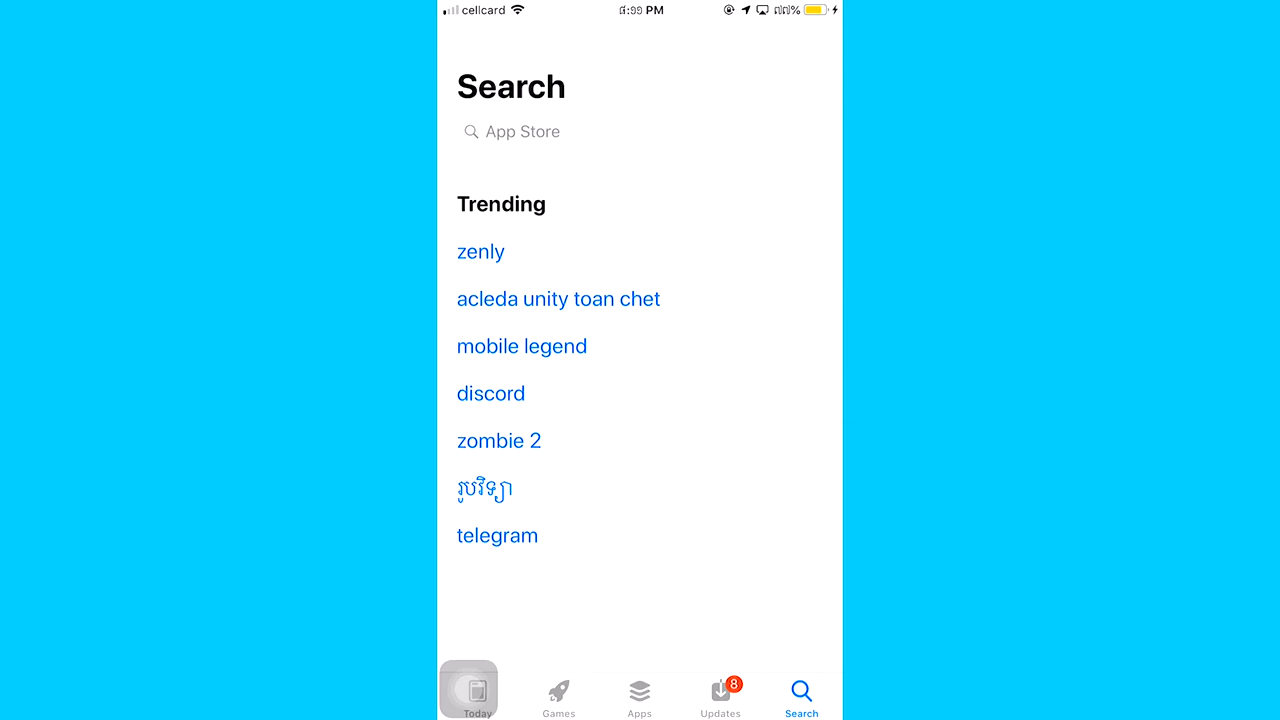 cellcard
៨:១១ PM
៧៧%
Search
App Store
Trending
zenly
acleda unity toan chet
mobile legend
discord
zombie 2
រូបវិទ្យា
telegram
8
Today
Games
Apps
Updates
Search